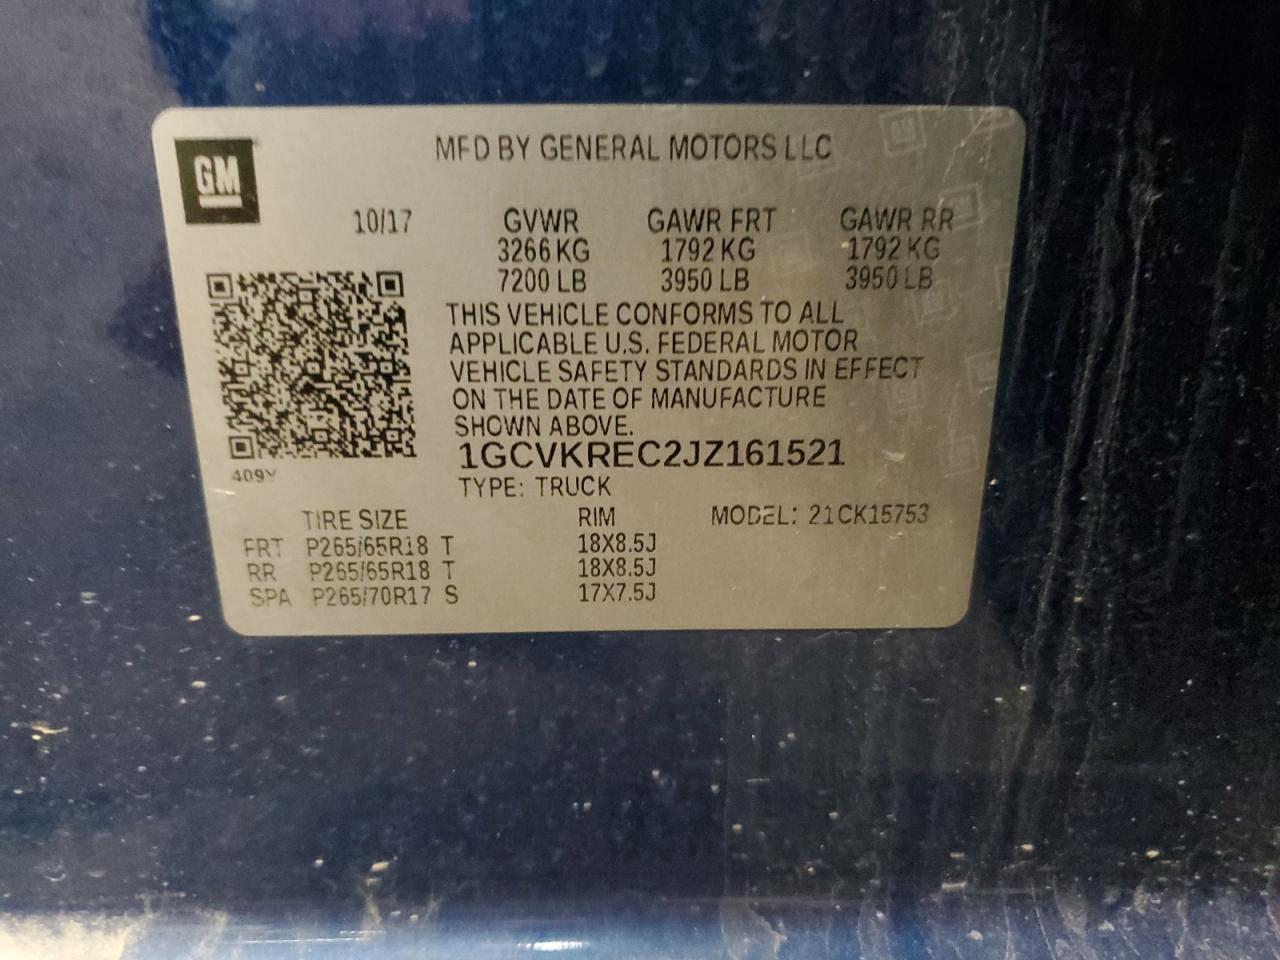 MFD BY GENERAL MOTORS LLC
GM
10/17 GVWR GAWR FRT GAWR RR
3266 KG 1792 KG 1792 KG
7200 LB 3950 LB 3950 LB
THIS VEHICLE CONFORMS TO ALL
APPLICABLE U.S. FEDERAL MOTOR
VEHICLE SAFETY STANDARDS IN EFFECT
ON THE DATE OF MANUFACTURE
SHOWN ABOVE.
1GCVKREC2JZ161521
409Y
TYPE: TRUCK
TIRE SIZE RIM MODEL: 21CK15753
FRT P265/65R18 T 18X8.5J
RR P265/65R18 T 18X8.5J
SPA P265/70R17 S 17X7.5J